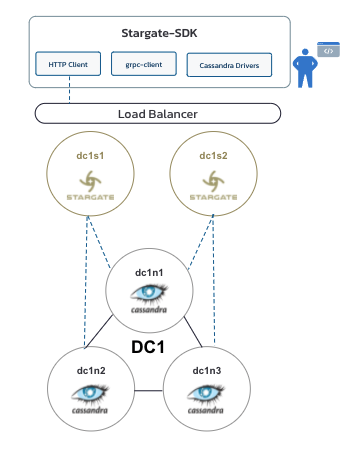 Stargate-SDK
HTTP Client
grpc-client
Cassandra Drivers
</>
Load Balancer
dc1s1
dc1s2
STARGATE
STARGATE
dc1n1
cassandra
DC1
dc1n2
dc1n3
cassandra
cassandra